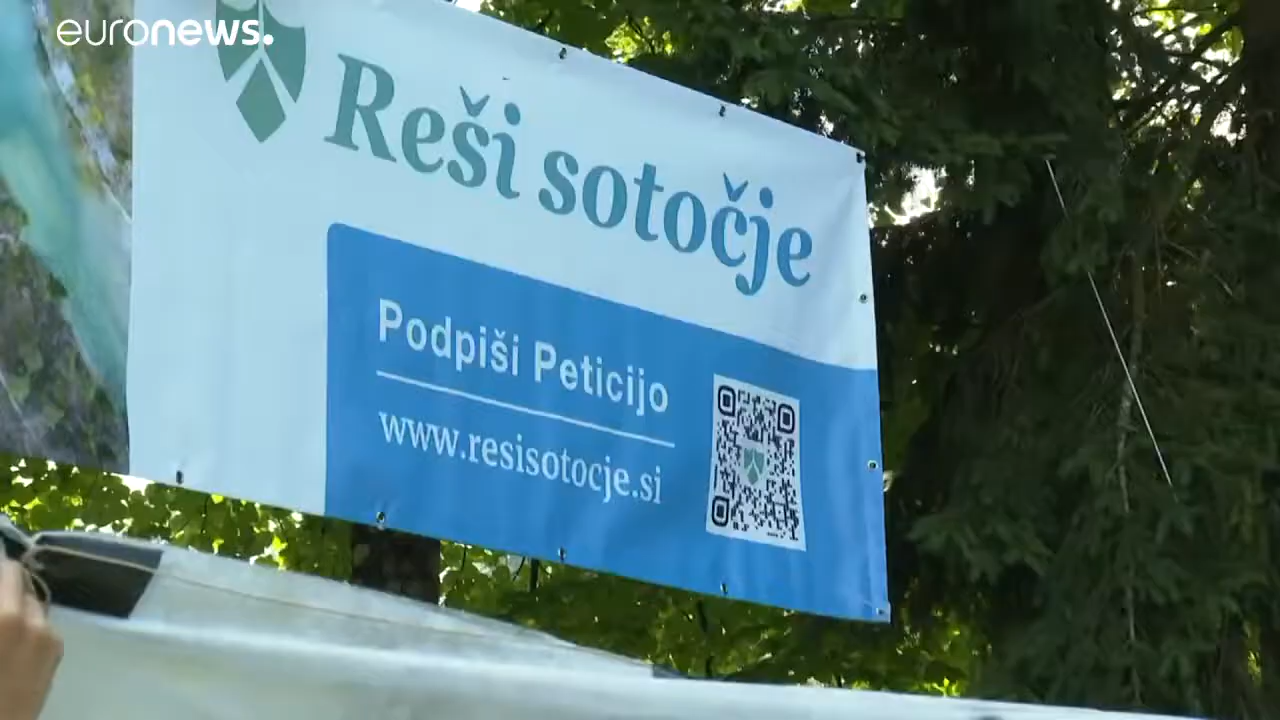 euronews.
Reši sotočje
Podpiši Peticijo
www.resisotocje.si